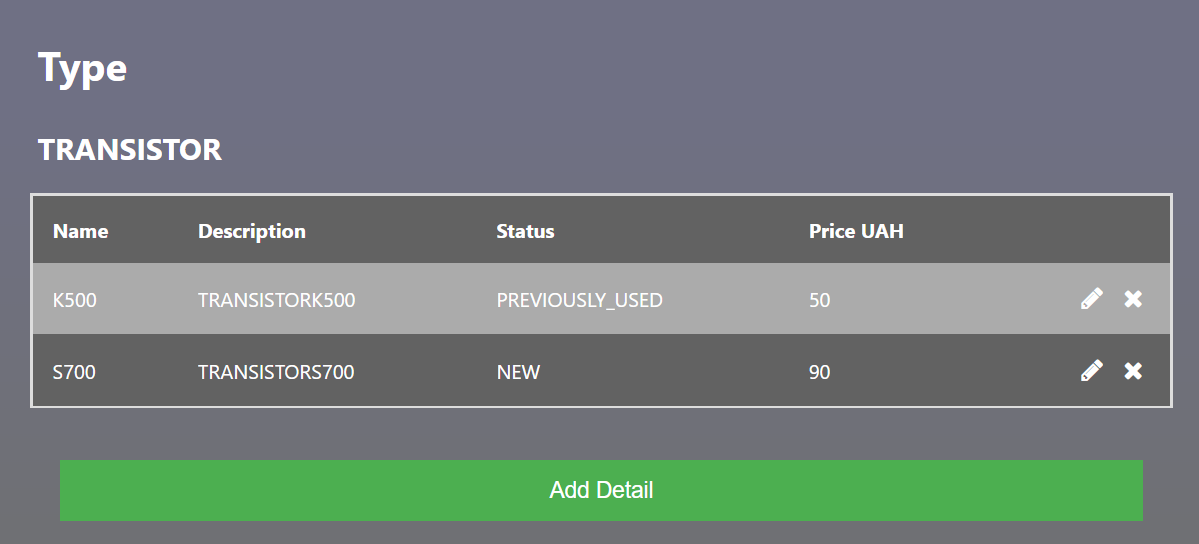 Type
TRANSISTOR
Name Description Status Price UAH
K500 TRANSISTORK500 PREVIOUSLY_USED 50
S700 TRANSISTORS700 NEW 90
Add Detail